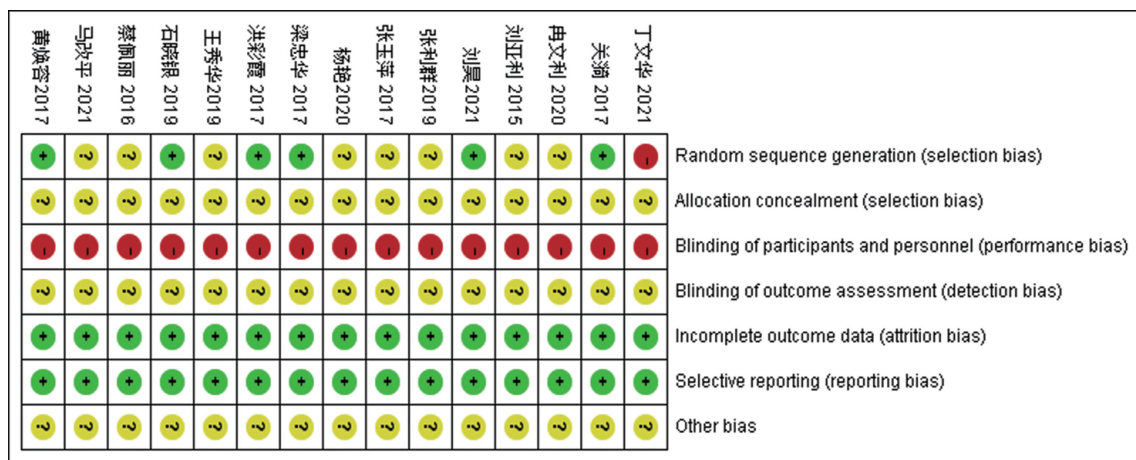 黄焕容2017
马改平 2021
蔡佩丽 2016
石晓银 2019
王秀华2019
洪彩霞 2017
梁忠华 2017
杨艳2020
张玉萍 2017
张利群2019
刘昊2021
刘亚利 2015
冉文利 2020
关漪 2017
丁文华 2021
+ ? ? + ? + + ? ? ? + ? ? + - Random sequence generation (selection bias)
? ? ? ? ? ? ? ? ? ? ? ? ? ? ? Allocation concealment (selection bias)
- - - - - - - - - - - - - - - Blinding of participants and personnel (performance bias)
? ? ? ? ? ? ? ? ? ? ? ? ? ? ? Blinding of outcome assessment (detection bias)
+ + + + + + + + + + + + + + + Incomplete outcome data (attrition bias)
+ + + + + + + + + + + + + + + Selective reporting (reporting bias)
? ? ? ? ? ? ? ? ? ? ? ? ? ? ? Other bias